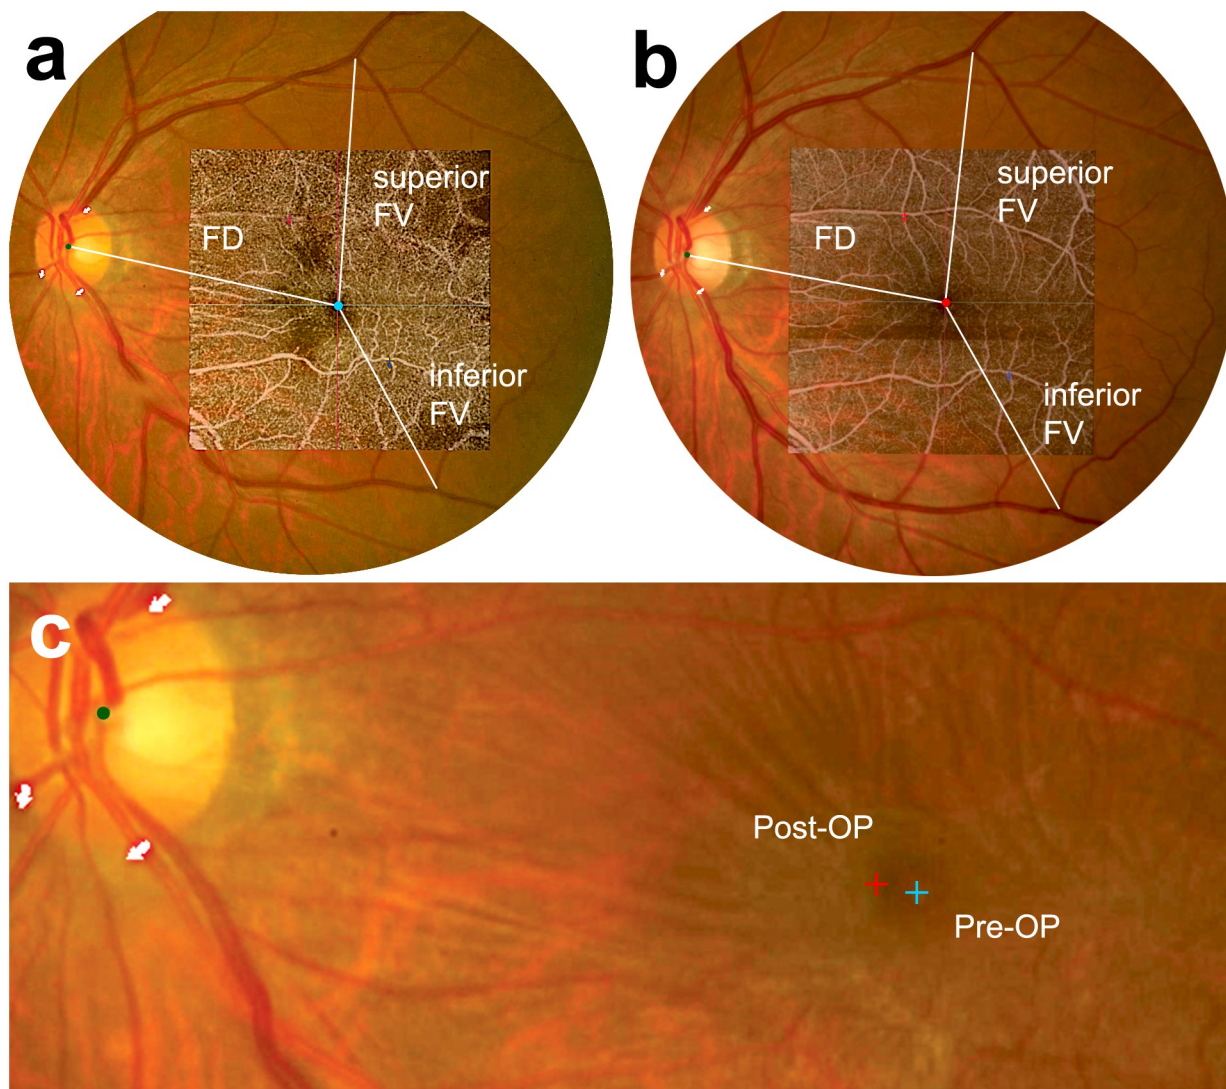 a
superior
FV
FD
inferior
FV
b
superior
FV
FD
inferior
FV
c
Post-OP
Pre-OP